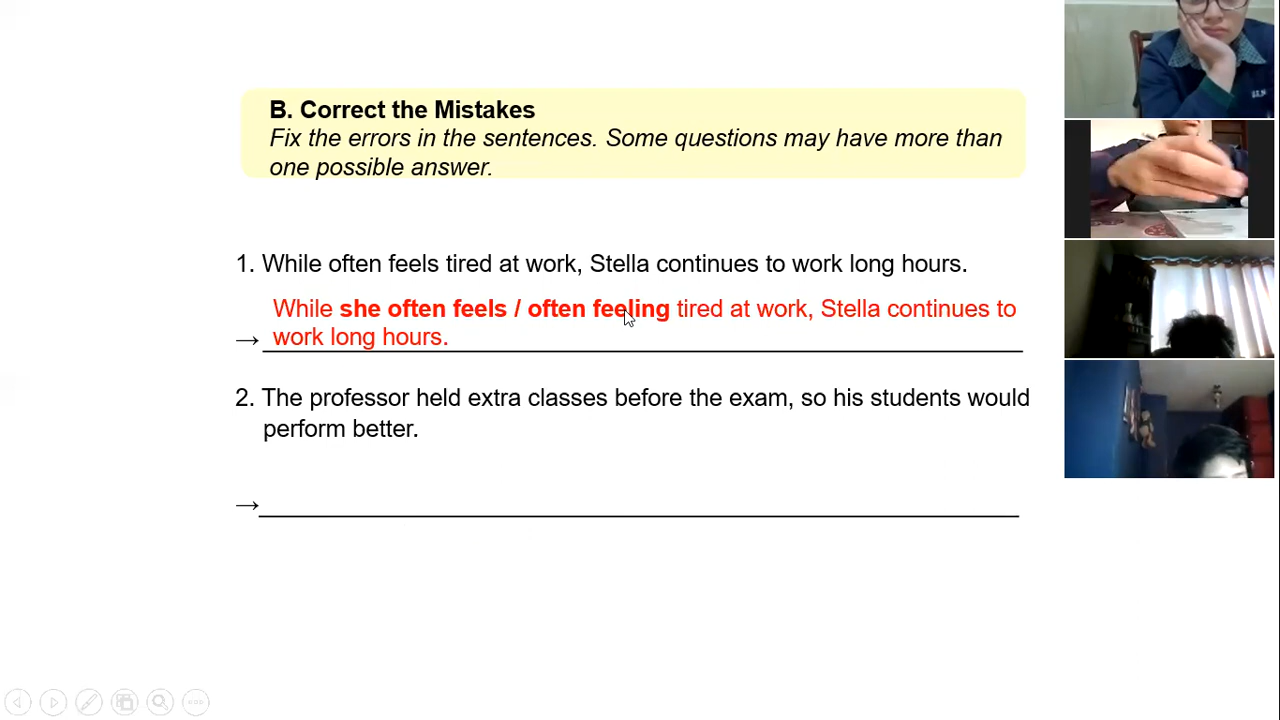 B. Correct the Mistakes
Fix the errors in the sentences. Some questions may have more than
one possible answer.
1. While often feels tired at work, Stella continues to work long hours.
While she often feels / often feeling tired at work, Stella continues to
→ work long hours.
2. The professor held extra classes before the exam, so his students would
perform better.
→